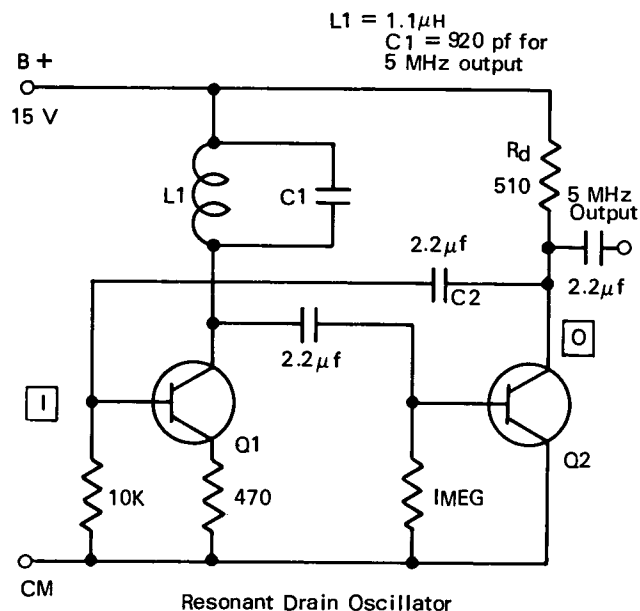 L1 = 1.1μH
C1 = 920 pf for
5 MHz output
B +
15 V
L1
C1
Rd
510
5 MHz
Output
2.2μf
C2
2.2μf
2.2μf
O
I
Q1
Q2
10K
470
IMEG
CM
Resonant Drain Oscillator